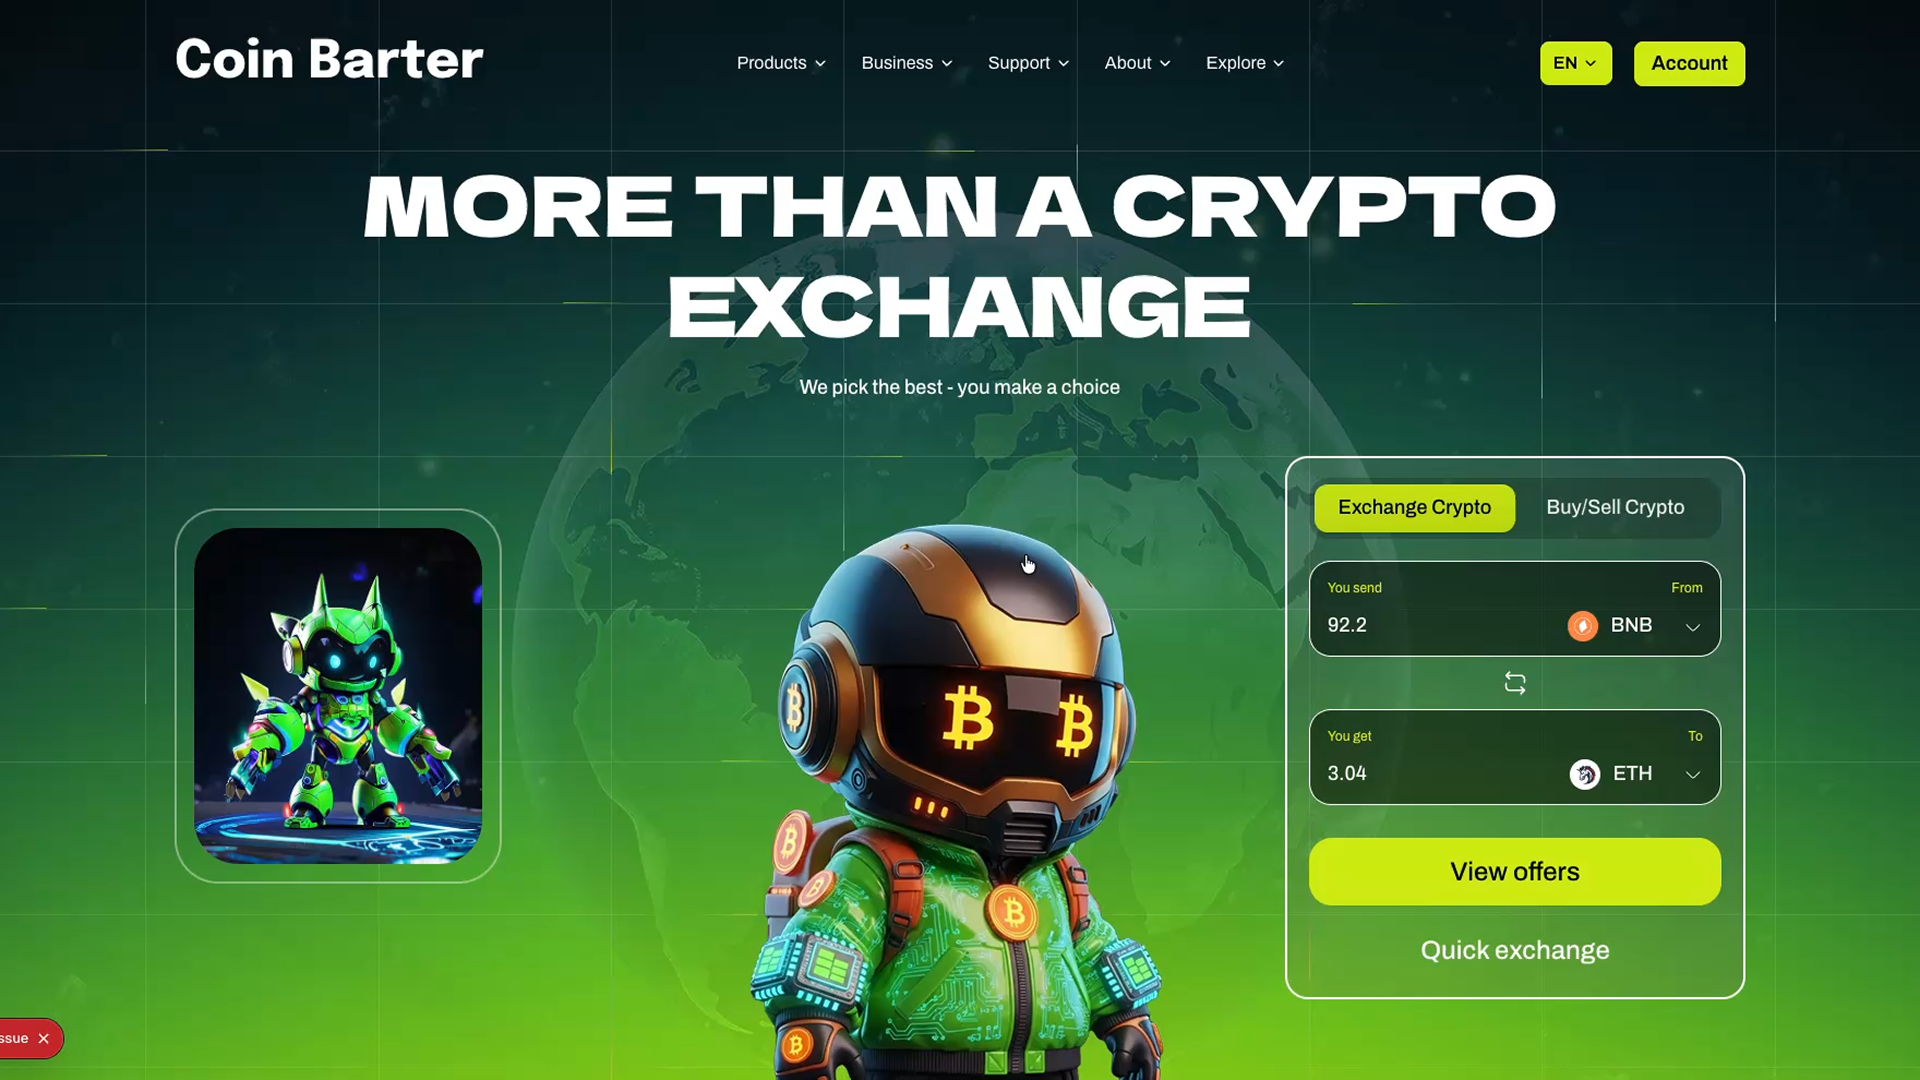 Coin Barter
Products
Business
Support
About
Explore
EN
Account
MORE THAN A CRYPTO
EXCHANGE
We pick the best - you make a choice
Exchange Crypto
Buy/Sell Crypto
You send
From
92.2
BNB
You get
To
3.04
ETH
View offers
Quick exchange
ssue